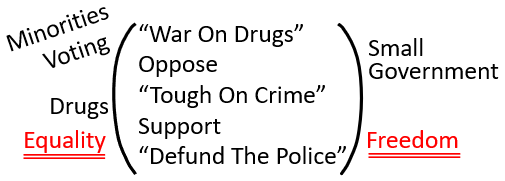 Minorities
Voting
Drugs
Equality
“War On Drugs”
Oppose
“Tough On Crime”
Support
“Defund The Police”
Small
Government
Freedom